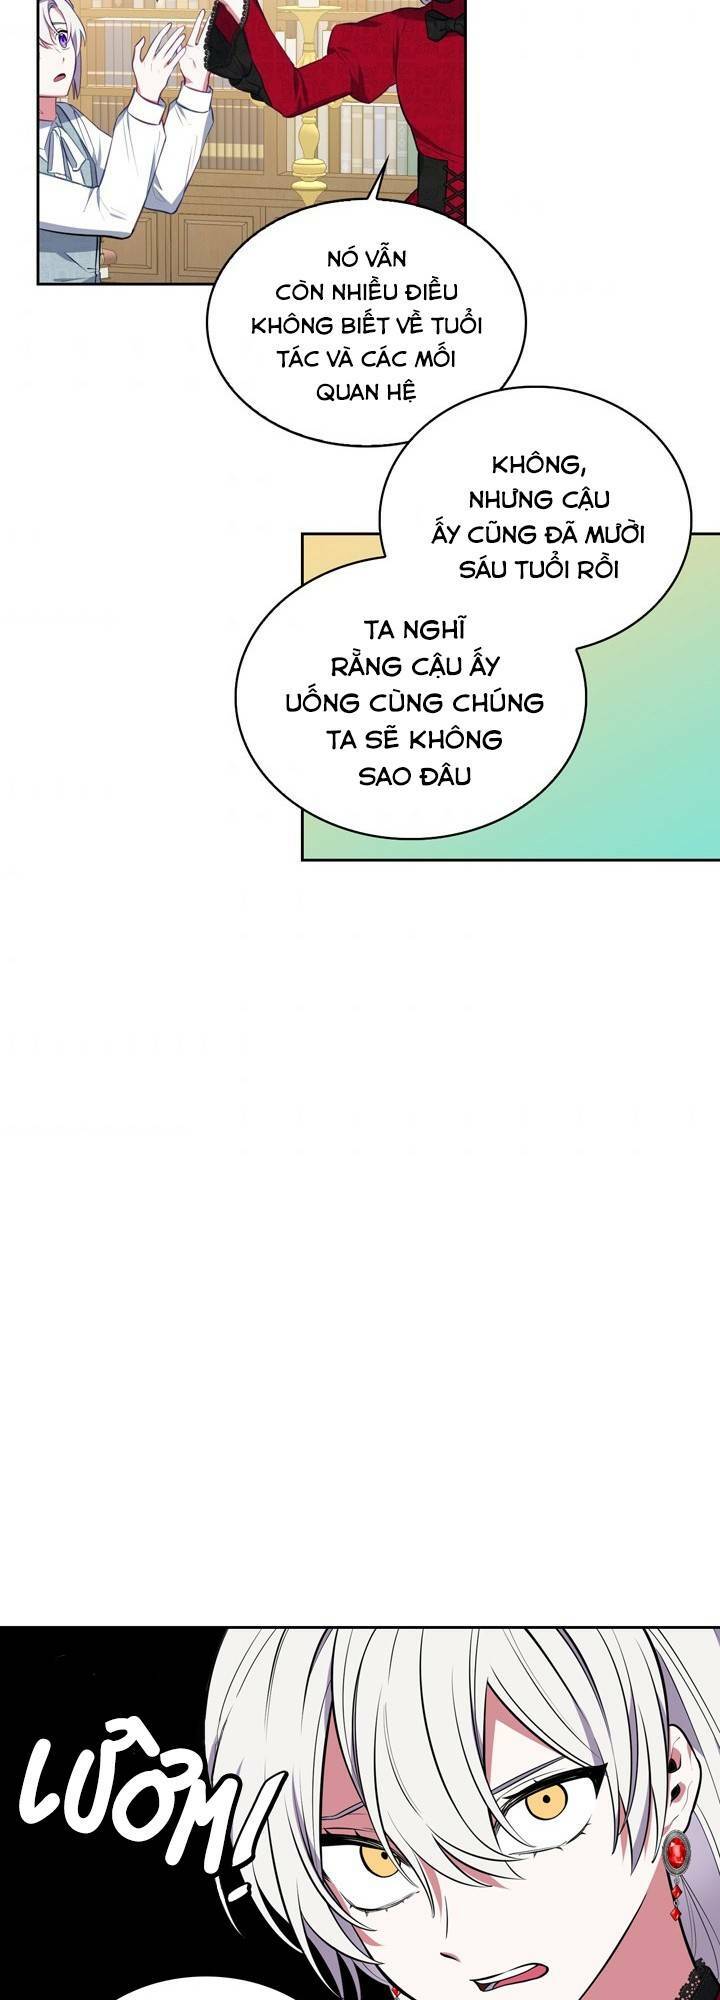 NÓ VẪN
CÒN NHIỀU ĐIỀU
KHÔNG BIẾT VỀ TUỔI
TÁC VÀ CÁC MỐI
QUAN HỆ
KHÔNG,
NHƯNG CẬU
ẤY CŨNG ĐÃ MƯỜI
SÁU TUỔI RỒI
TA NGHĨ
RẰNG CẬU ẤY
UỐNG CÙNG CHÚNG
TA SẼ KHÔNG
SAO ĐÂU
LƯỜM!